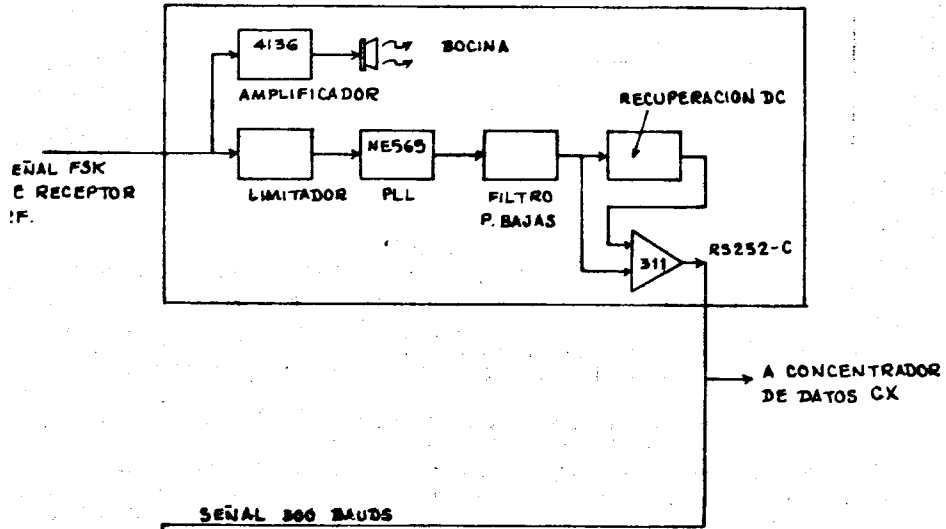 4136
BOCINA
AMPLIFICADOR
RECUPERACION DC
NE565
EÑAL FSK
E RECEPTOR
F.
LIMITADOR
PLL
FILTRO
P. BAJAS
311
RS232-C
A CONCENTRADOR
DE DATOS CX
SEÑAL 300 BAUDS